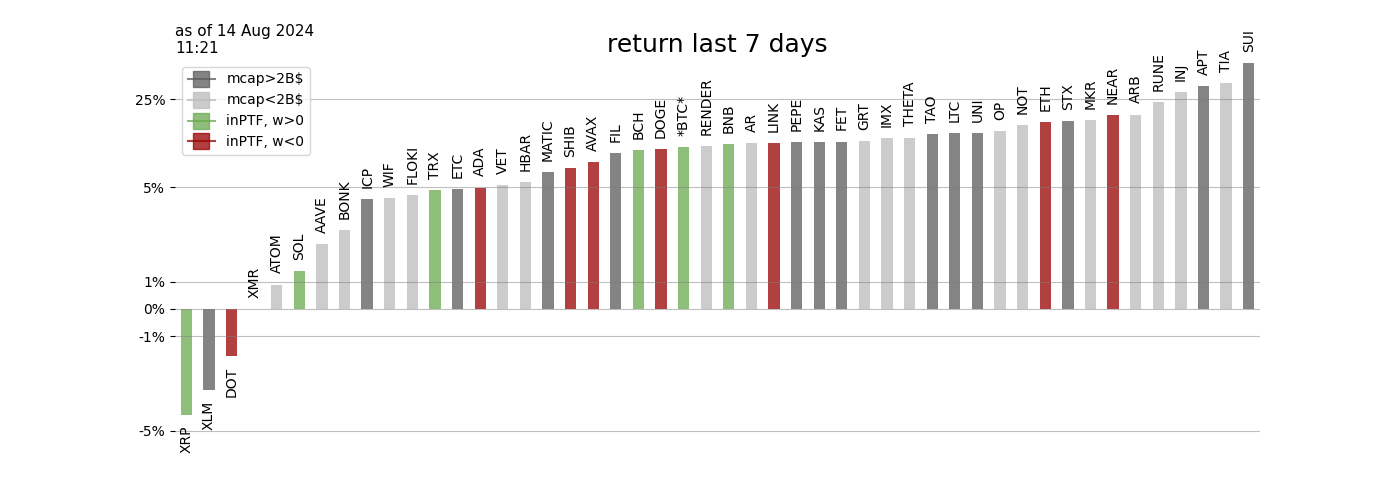 as of 14 Aug 2024
11:21
return last 7 days
mcap>2B$
mcap<2B$
inPTF, w>0
inPTF, w<0
25%
5%
1%
0%
-1%
-5%
XRP
XLM
DOT
XMR
ATOM
SOL
AAVE
BONK
ICP
WIF
FLOKI
TRX
ETC
ADA
VET
HBAR
MATIC
SHIB
AVAX
FIL
BCH
DOGE
*BTC*
RENDER
BNB
AR
LINK
PEPE
KAS
FET
GRT
IMX
THETA
TAO
LTC
UNI
OP
NOT
ETH
STX
MKR
NEAR
ARB
RUNE
INJ
APT
TIA
SUI